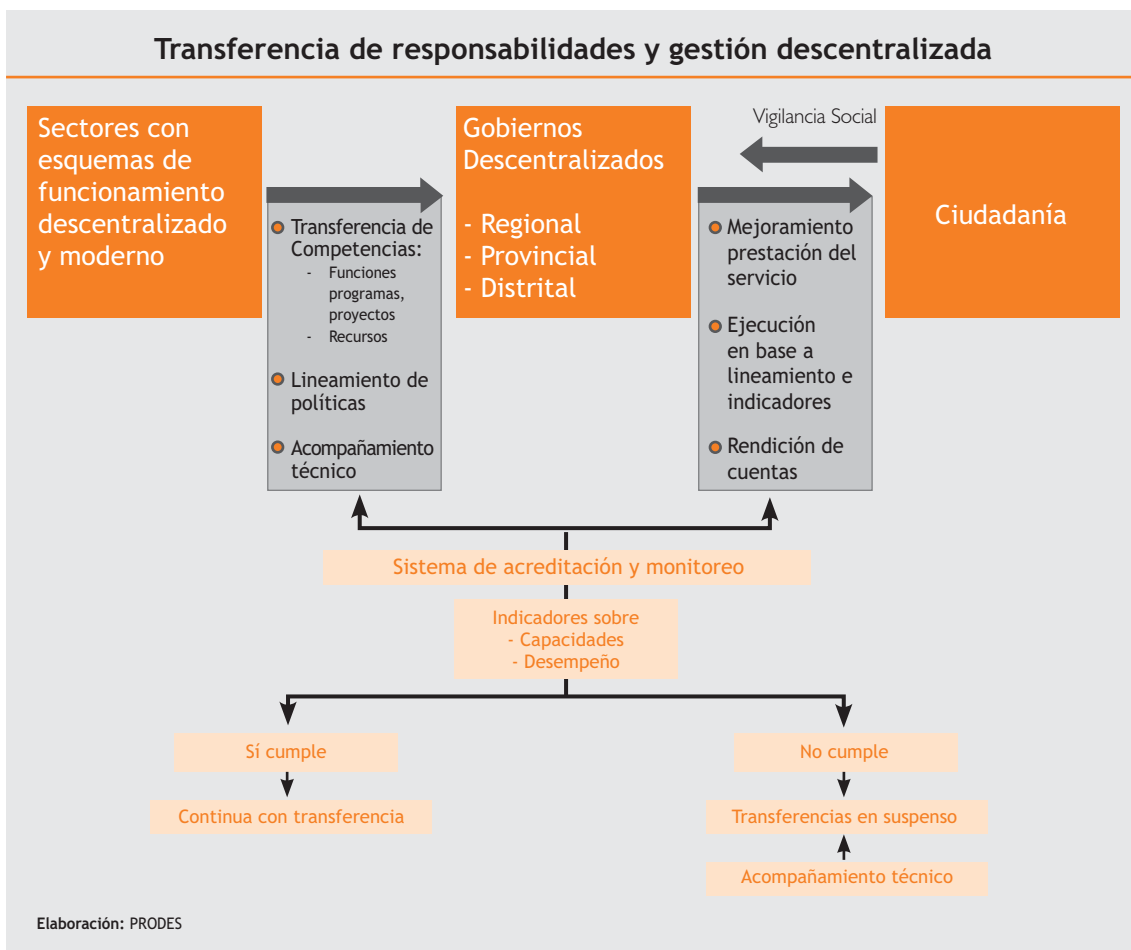 Transferencia de responsabilidades y gestión descentralizada
Sectores con
esquemas de
funcionamiento
descentralizado
y moderno
Transferencia de
Competencias:
- Funciones
programas,
proyectos
- Recursos
Lineamiento de
políticas
Acompañamiento
técnico
Gobiernos
Descentralizados
- Regional
- Provincial
- Distrital
Vigilancia Social
Mejoramiento
prestación del
servicio
Ejecución
en base a
lineamiento e
indicadores
Rendición de
cuentas
Ciudadanía
Sistema de acreditación y monitoreo
Indicadores sobre
- Capacidades
- Desempeño
Sí cumple
Continua con transferencia
No cumple
Transferencias en suspenso
Acompañamiento técnico
Elaboración: PRODES